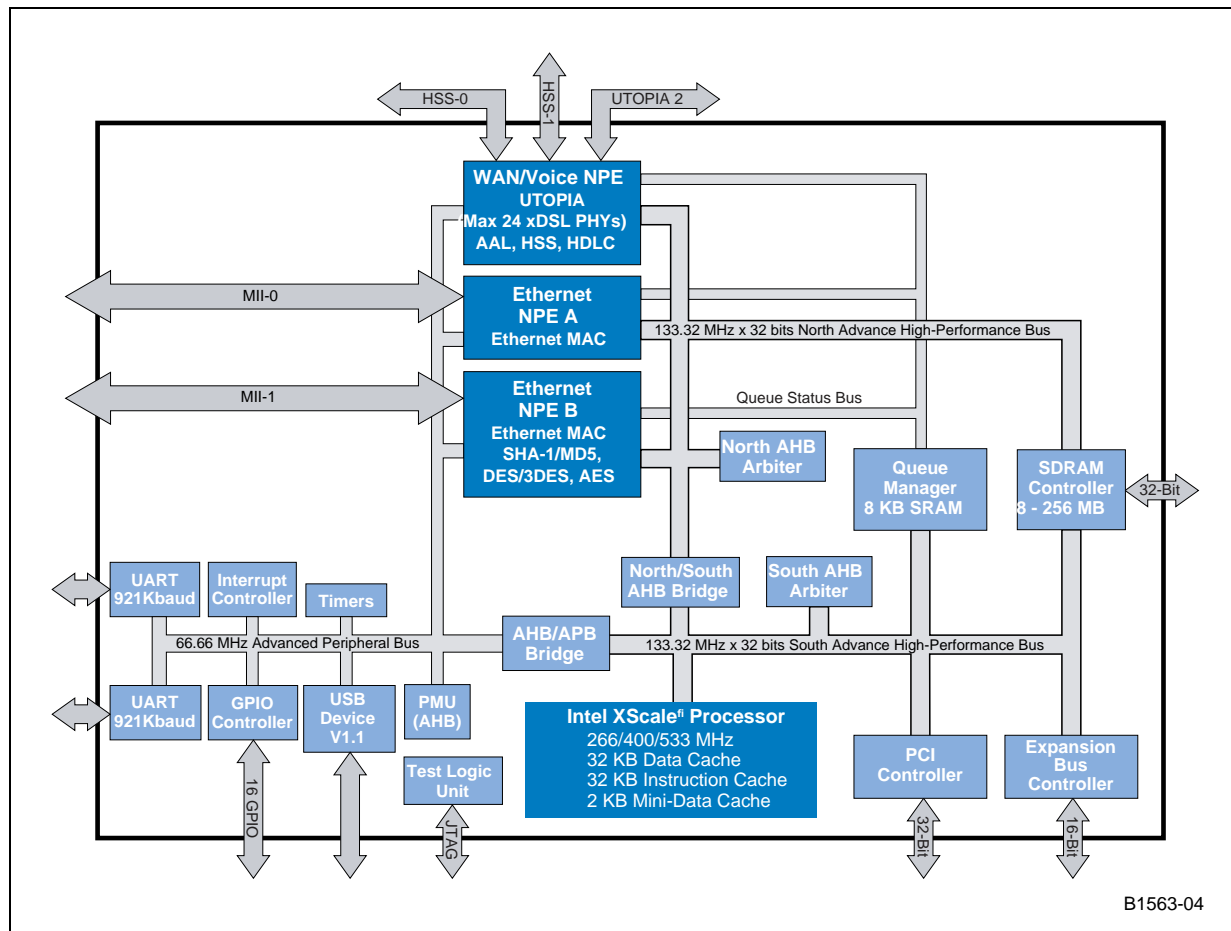 HSS-0
HSS-1
UTOPIA 2
WAN/Voice NPE
UTOPIA
(Max 24 xDSL PHYs)
AAL, HSS, HDLC
MII-0
Ethernet
NPE A
Ethernet MAC
133.32 MHz x 32 bits North Advance High-Performance Bus
MII-1
Ethernet
NPE B
Ethernet MAC
SHA-1/MD5,
DES/3DES, AES
Queue Status Bus
North AHB
Arbiter
Queue
Manager
8 KB SRAM
SDRAM
Controller
8 - 256 MB
32-Bit
UART
921Kbaud
Interrupt
Controller
Timers
North/South
AHB Bridge
South AHB
Arbiter
66.66 MHz Advanced Peripheral Bus
AHB/APB
Bridge
133.32 MHz x 32 bits South Advance High-Performance Bus
UART
921Kbaud
GPIO
Controller
USB
Device
V1.1
PMU
(AHB)
Test Logic
Unit
Intel XScaleﬁ Processor
266/400/533 MHz
32 KB Data Cache
32 KB Instruction Cache
2 KB Mini-Data Cache
PCI
Controller
Expansion
Bus
Controller
16 GPIO
JTAG
32-Bit
16-Bit
B1563-04